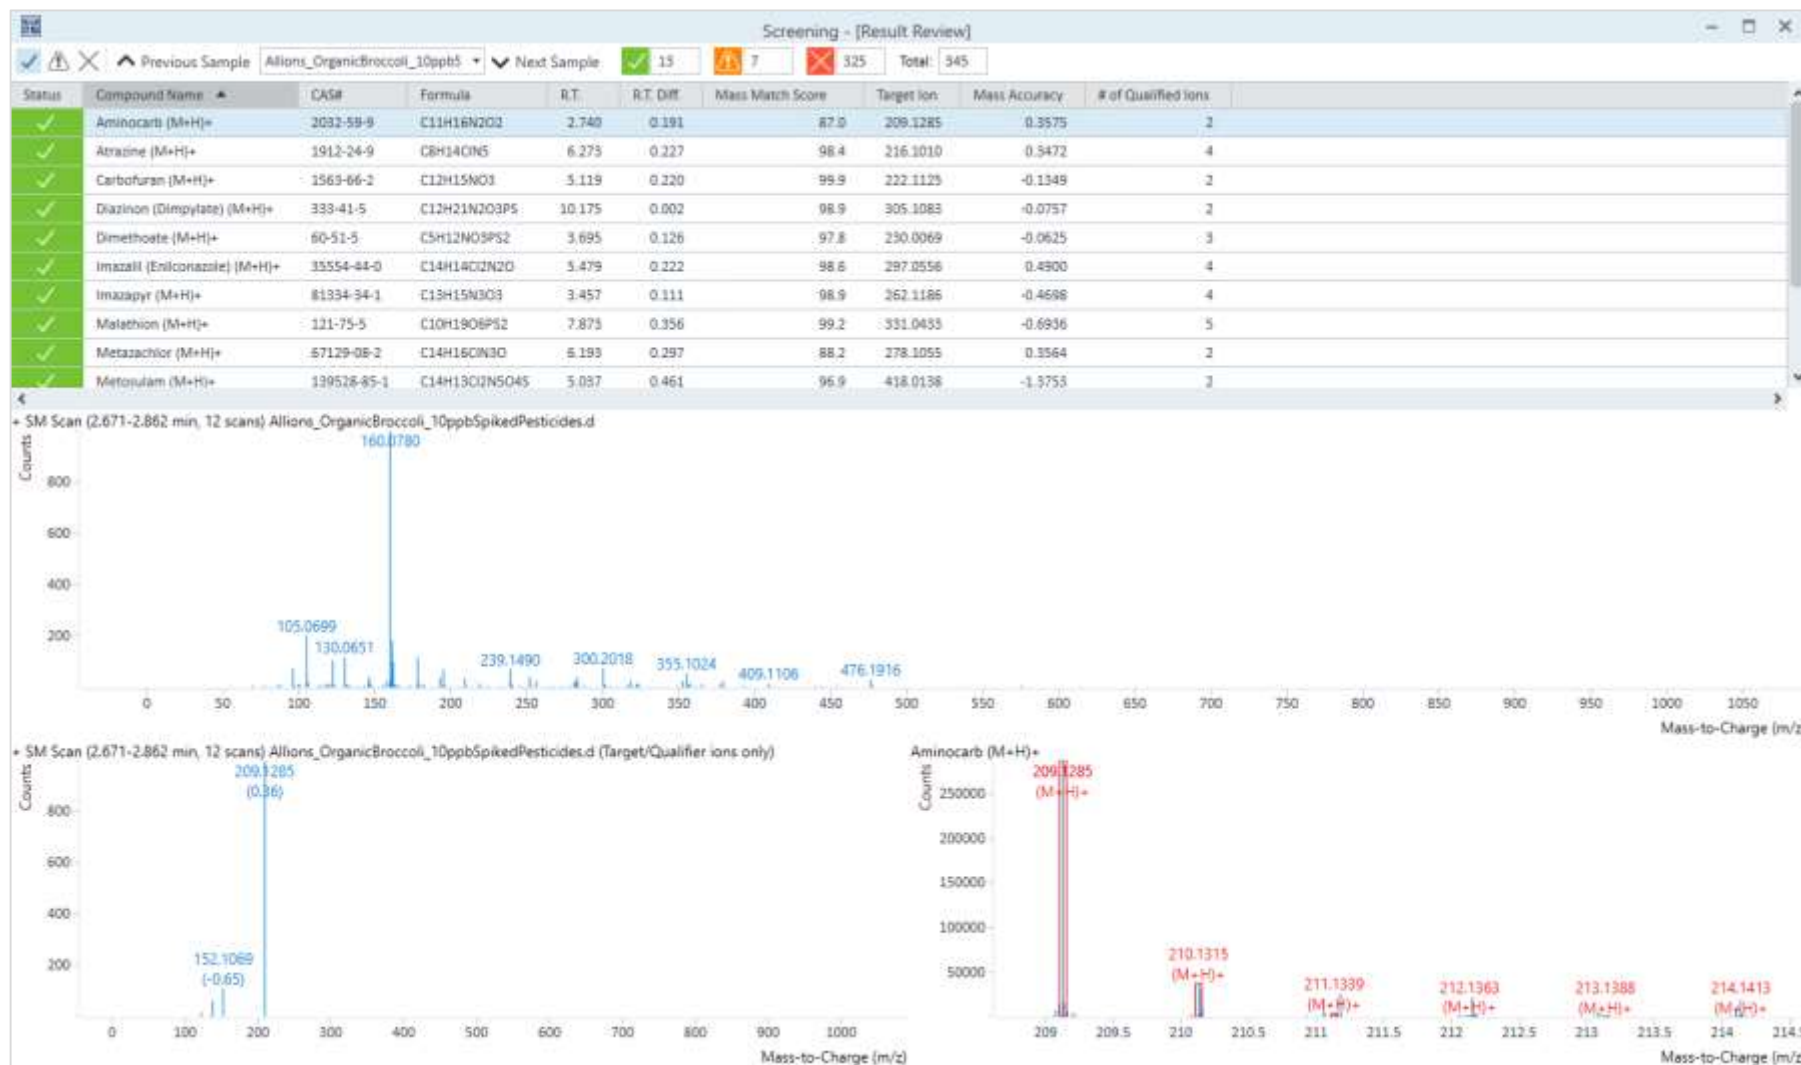 Screening - [Result Review]
Previous Sample Allions_OrganicBroccoli_10ppbS Next Sample 13 7 325 Total: 345
Status Compound Name CAS# Formula R.T. R.T. Diff. Mass Match Score Target Ion Mass Accuracy # of Qualified Ions
Aminocarb (M+H)+ 2032-59-9 C11H16N2O2 2.740 0.191 87.0 209.1285 0.3575 2
Atrazine (M+H)+ 1912-24-9 C8H14ClN5 6.273 0.227 98.4 216.1010 0.3472 4
Carbofuran (M+H)+ 1563-66-2 C12H15NO3 5.119 0.220 99.9 222.1125 -0.1349 2
Diazinon (Dimpylate) (M+H)+ 333-41-5 C12H21N2O3PS 10.175 0.002 98.9 305.1083 -0.0757 2
Dimethoate (M+H)+ 60-51-5 C5H12NO3PS2 3.695 0.126 97.8 230.0069 -0.0625 3
Imazalil (Enilconazole) (M+H)+ 35554-44-0 C14H14Cl2N2O 5.479 0.222 98.6 297.0556 0.4900 4
Imazapyr (M+H)+ 81334-34-1 C13H15N3O3 3.457 0.111 98.9 262.1186 -0.4698 4
Malathion (M+H)+ 121-75-5 C10H19O6PS2 7.873 0.356 99.2 331.0433 -0.6936 5
Metazachlor (M+H)+ 67129-08-2 C14H16ClN3O 6.193 0.297 88.2 278.1055 0.3564 2
Metosulam (M+H)+ 139528-85-1 C14H13Cl2N5O4S 5.037 0.461 96.9 418.0138 -1.3753 2
+ SM Scan (2.671-2.862 min, 12 scans) Allions_OrganicBroccoli_10ppbSpikedPesticides.d
Counts
160.0780
800
600
400
200
105.0699
130.0651
239.1490 300.2018 355.1024 409.1106 476.1916
0 50 100 150 200 250 300 350 400 450 500 550 600 650 700 750 800 850 900 950 1000 1050
Mass-to-Charge (m/z)
+ SM Scan (2.671-2.862 min, 12 scans) Allions_OrganicBroccoli_10ppbSpikedPesticides.d (Target/Qualifier ions only)
Counts
209.1285
(0.36)
800
600
400
200
152.1069
(-0.65)
0 100 200 300 400 500 600 700 800 900 1000
Mass-to-Charge (m/z)
Aminocarb (M+H)+
Counts
209.1285
(M+H)+
250000
200000
150000
100000
50000
210.1315
(M+H)+
211.1339
(M+H)+
212.1363
(M+H)+
213.1388
(M+H)+
214.1413
(M+H)+
209 209.5 210 210.5 211 211.5 212 212.5 213 213.5 214 214.5
Mass-to-Charge (m/z)